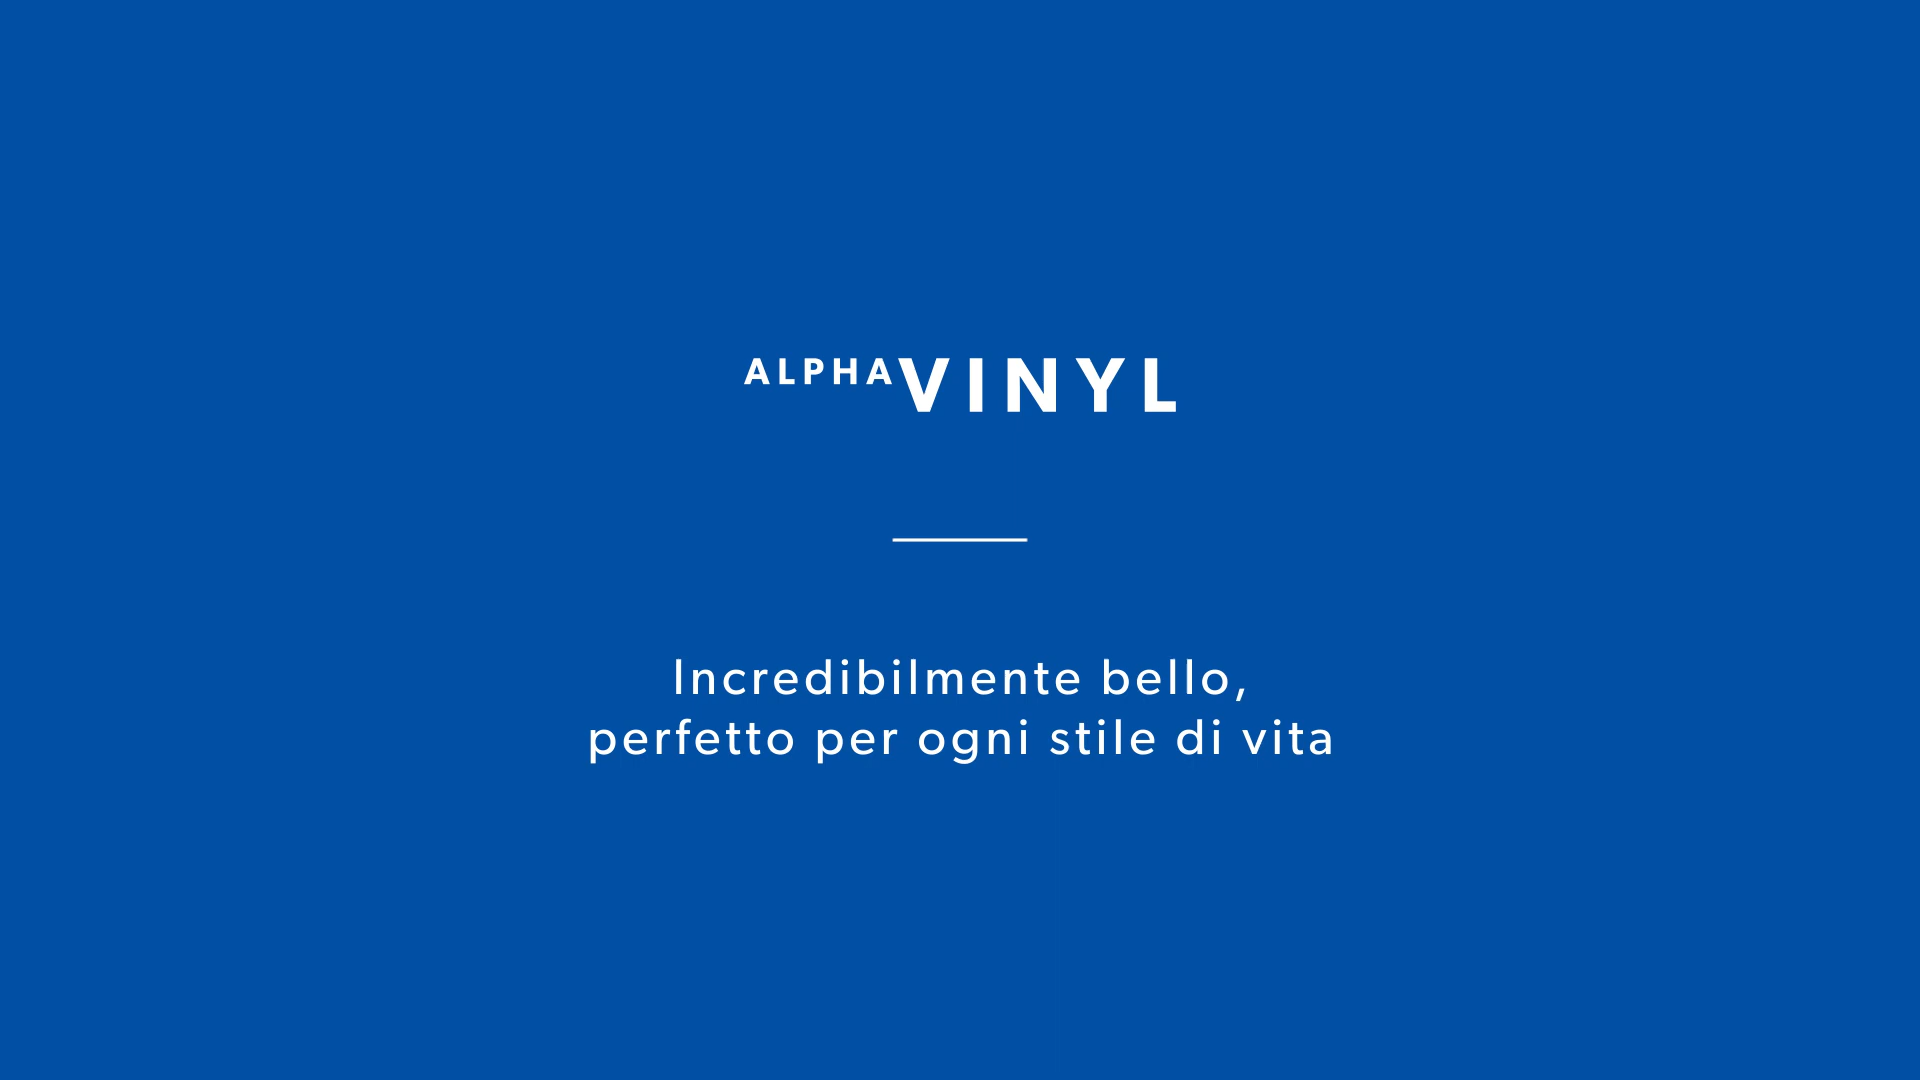 ALPHAVINYL
Incredibilmente bello,
perfetto per ogni stile di vita